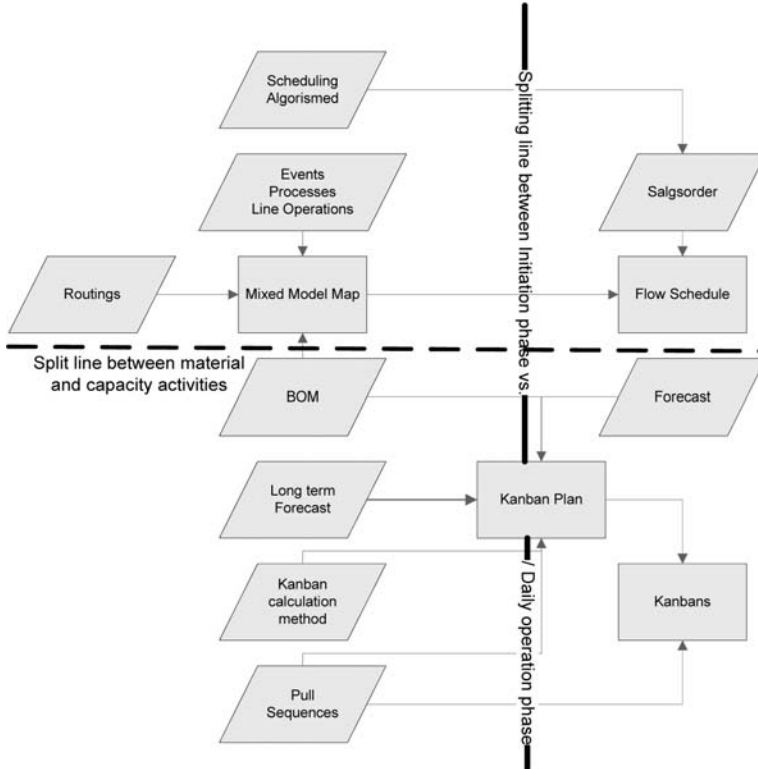 Scheduling
Algorismed
Events
Processes
Line Operations
Salgsorder
Routings
Mixed Model Map
Flow Schedule
Splitting line between Initiation phase vs.
/ Daily operation phase
Split line between material
and capacity activities
BOM
Forecast
Long term
Forecast
Kanban Plan
Kanban
calculation
method
Kanbans
Pull
Sequences